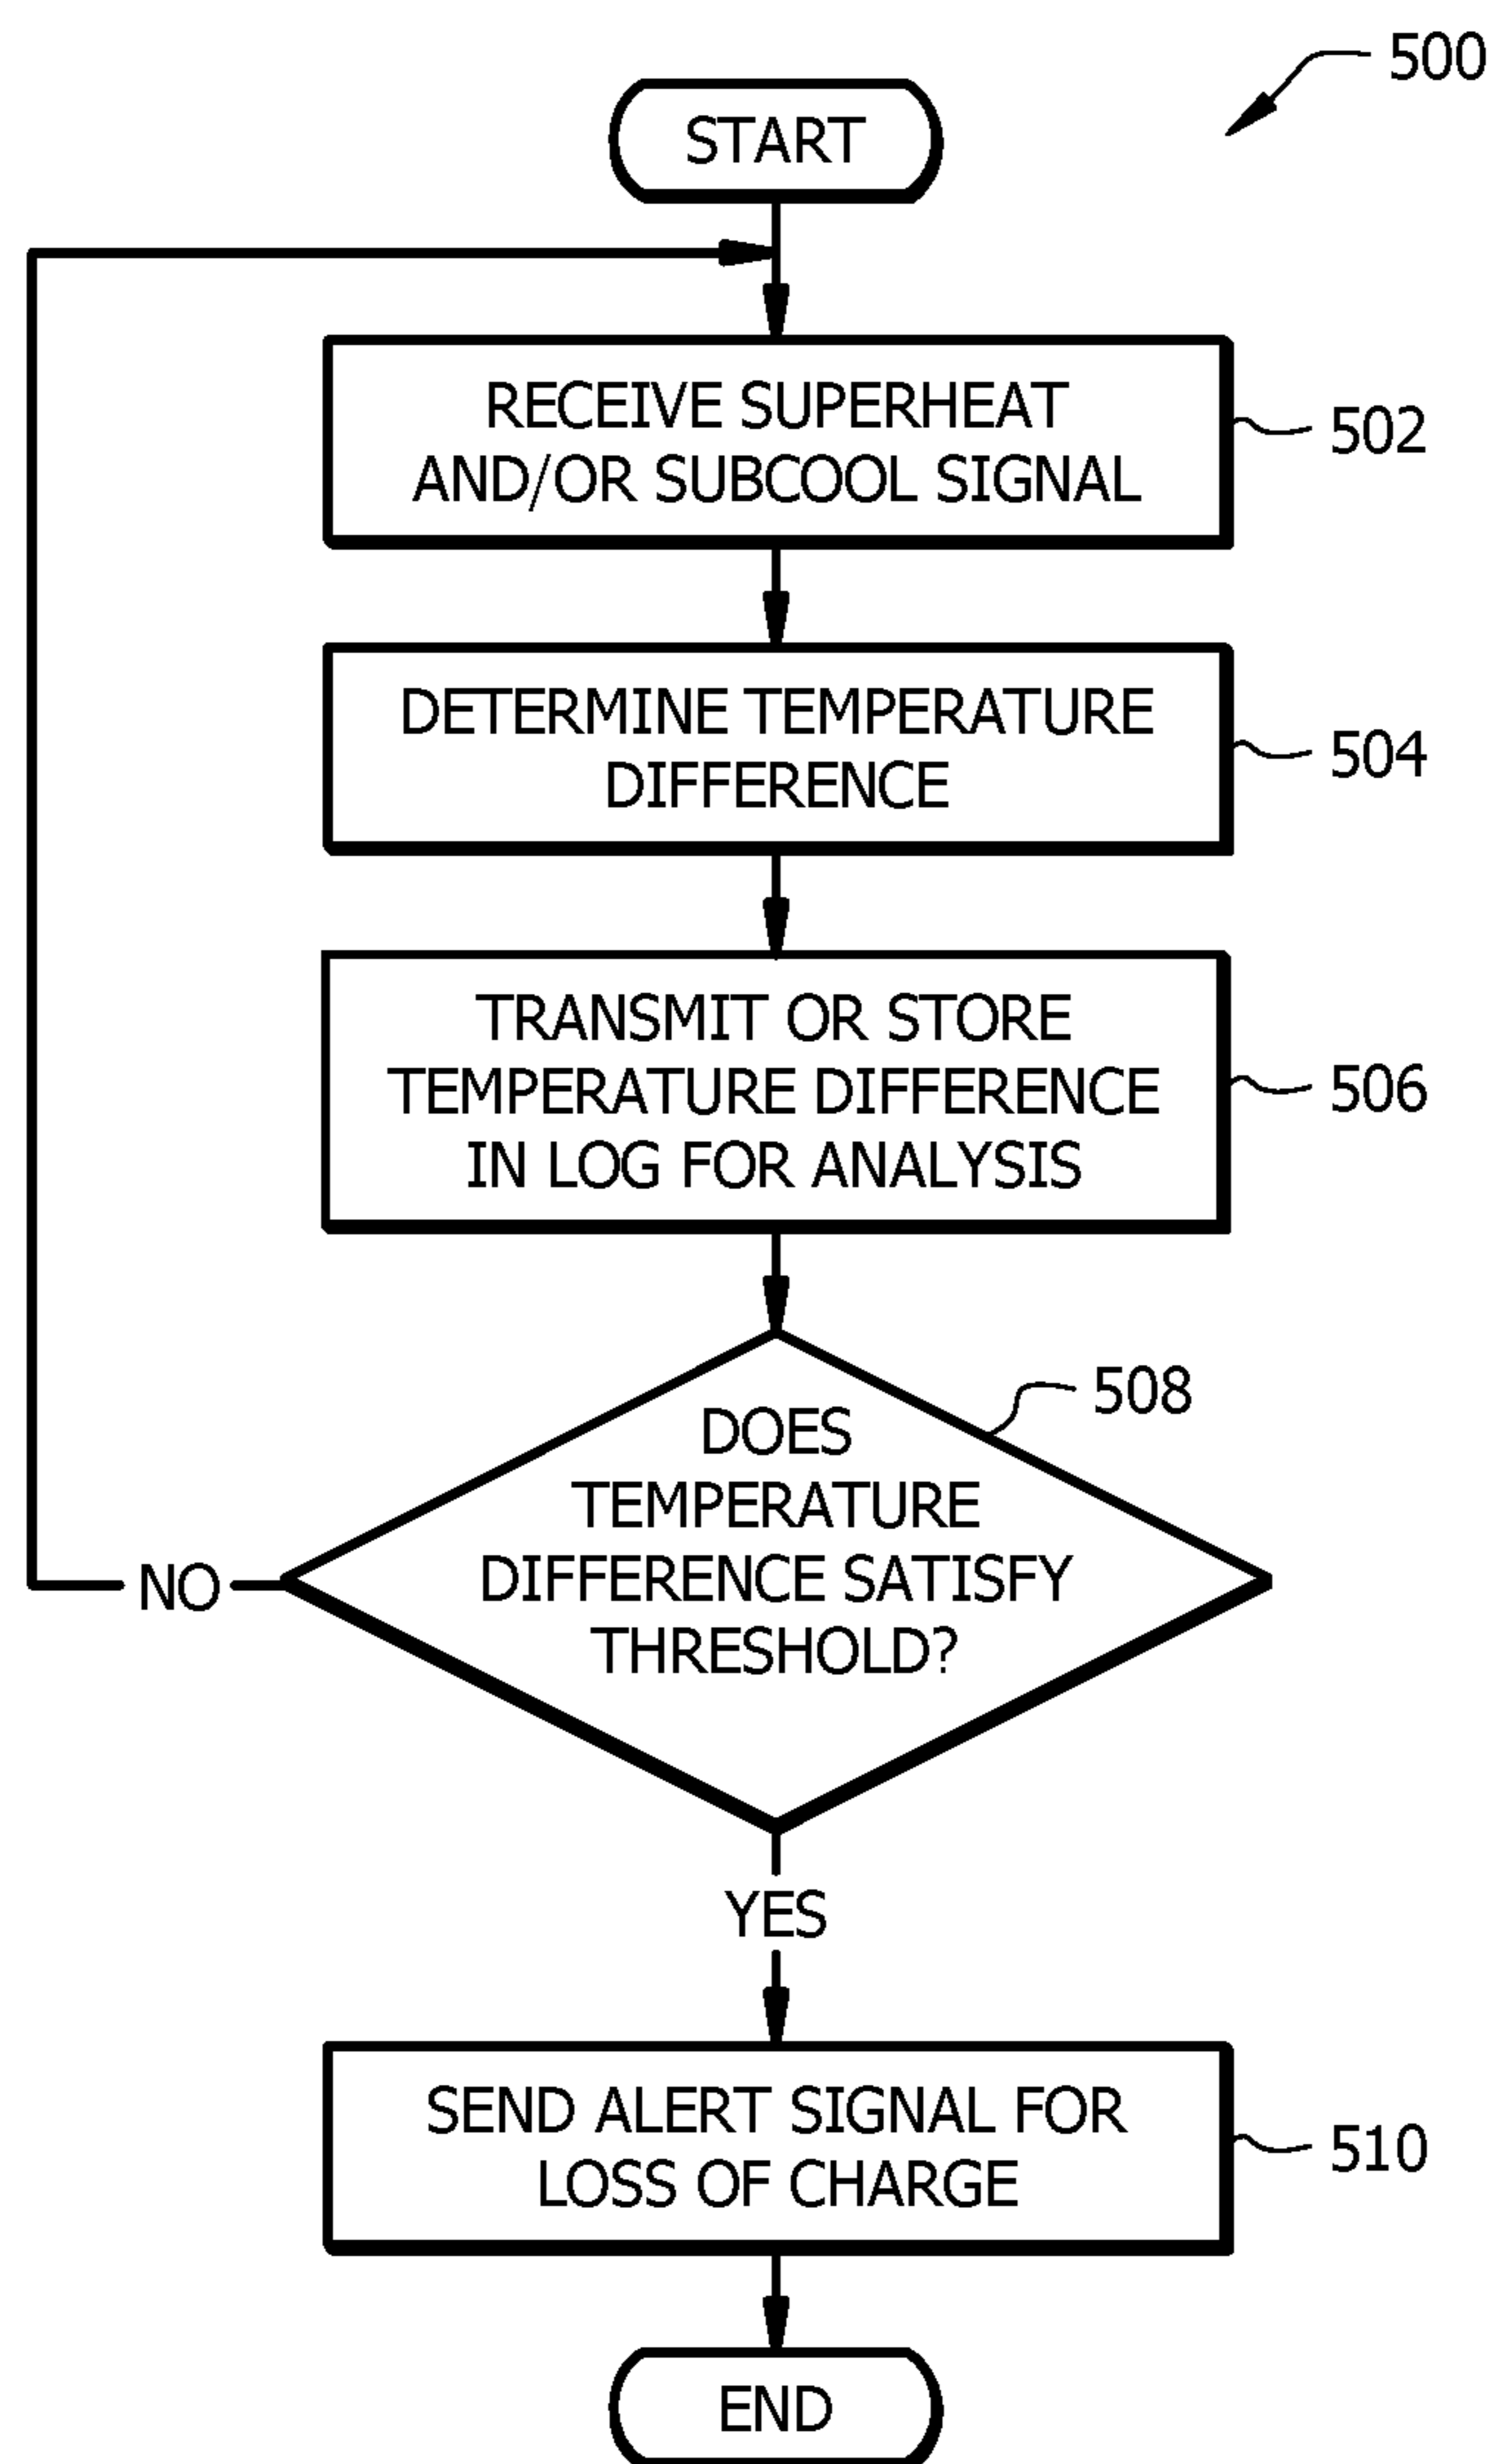 500
START
RECEIVE SUPERHEAT
AND/OR SUBCOOL SIGNAL
502
DETERMINE TEMPERATURE
DIFFERENCE
504
TRANSMIT OR STORE
TEMPERATURE DIFFERENCE
IN LOG FOR ANALYSIS
506
508
DOES
TEMPERATURE
DIFFERENCE SATISFY
THRESHOLD?
NO
YES
SEND ALERT SIGNAL FOR
LOSS OF CHARGE
510
END